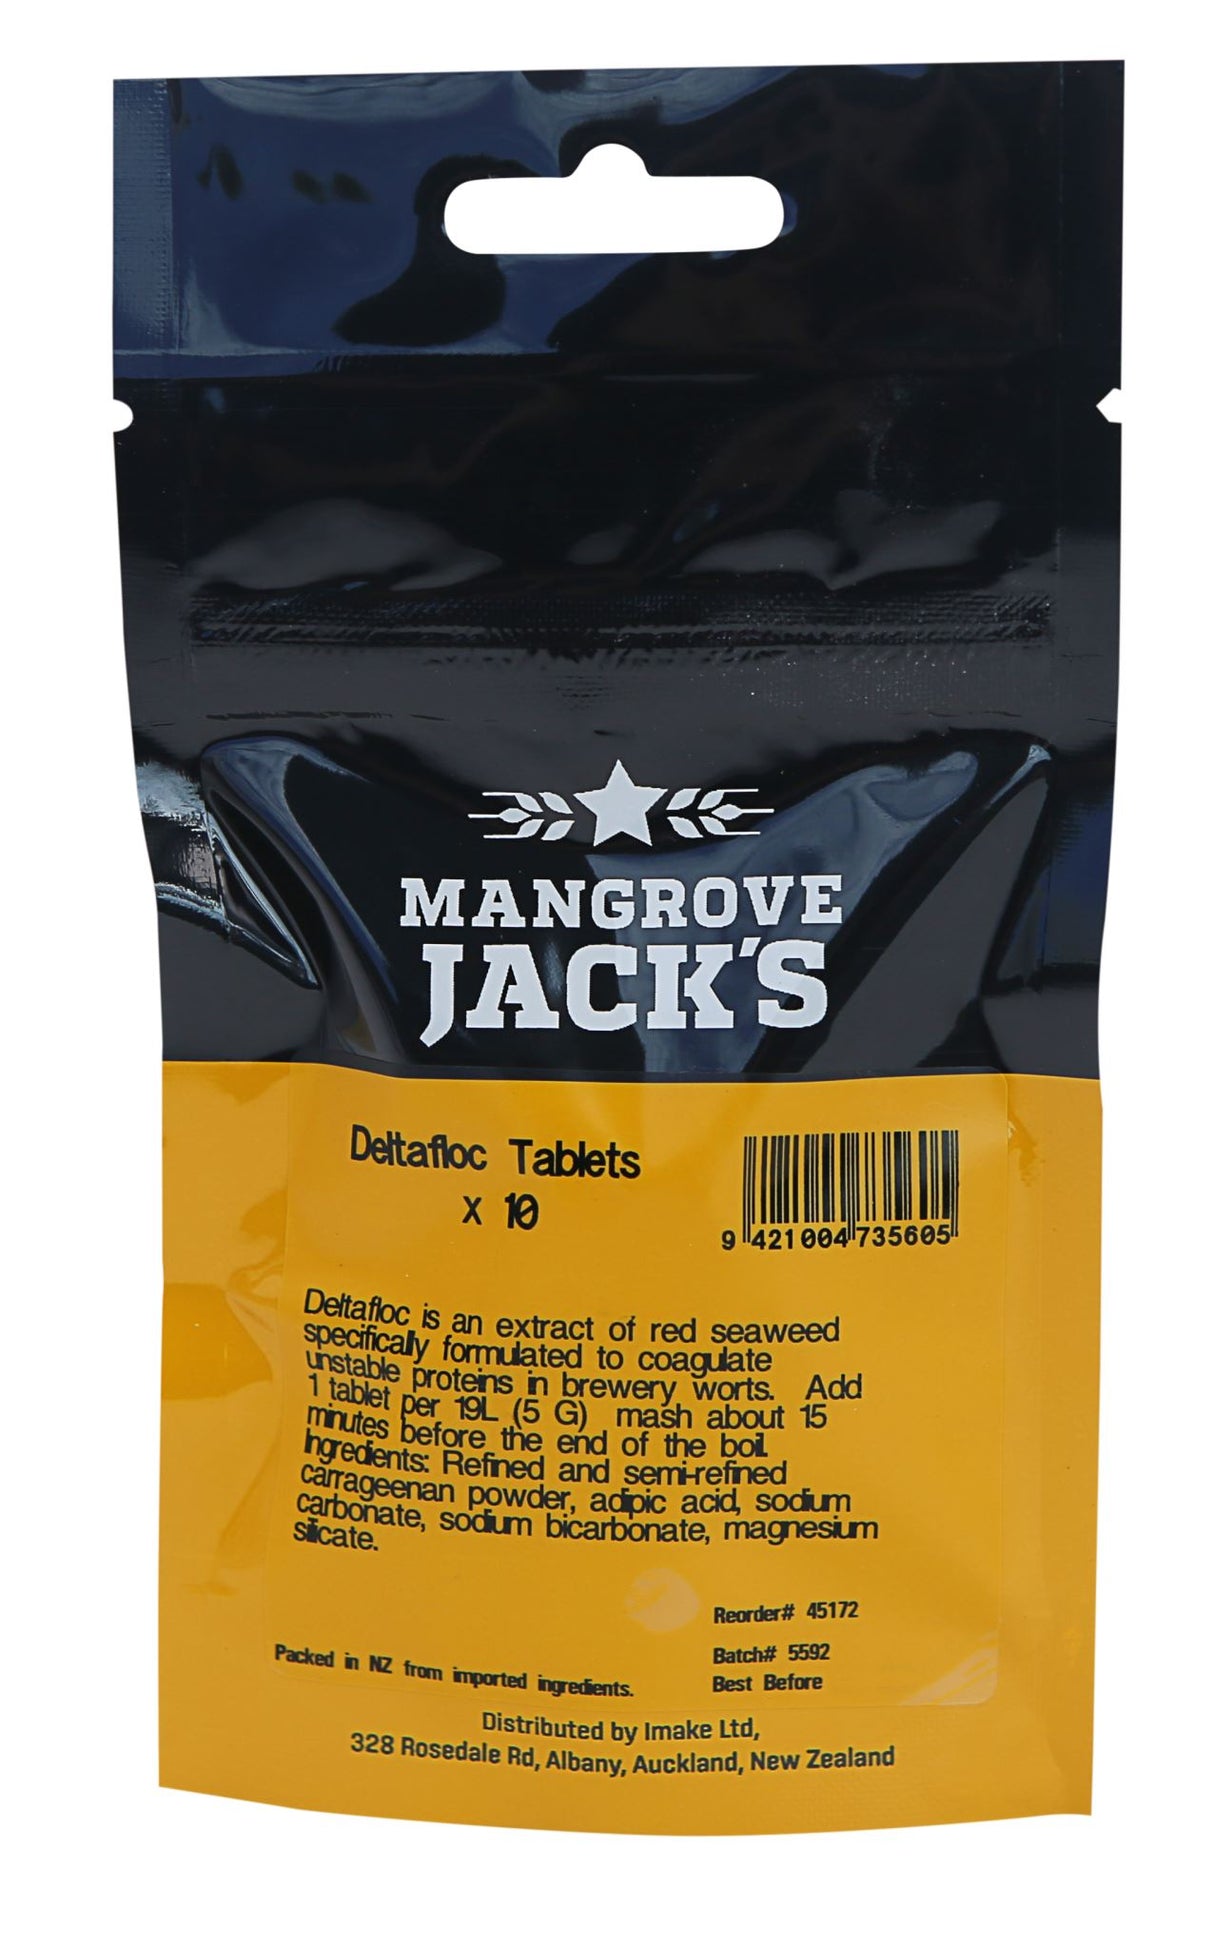 MANGROVE
JACK'S
Deltafloc Tablets
x 10
9 421004 735605
Deltafloc is an extract of red seaweed
specifically formulated to coagulate
unstable proteins in brewery worts. Add
1 tablet per 19L (5 G) mash about 15
minutes before the end of the boil.
Ingredients: Refined and semi-refined
carrageenan powder, adipic acid, sodium
carbonate, sodium bicarbonate, magnesium
silicate.
Reorder# 45172
Batch# 5592
Best Before
Packed in NZ from imported ingredients.
Distributed by Imake Ltd,
328 Rosedale Rd, Albany, Auckland, New Zealand